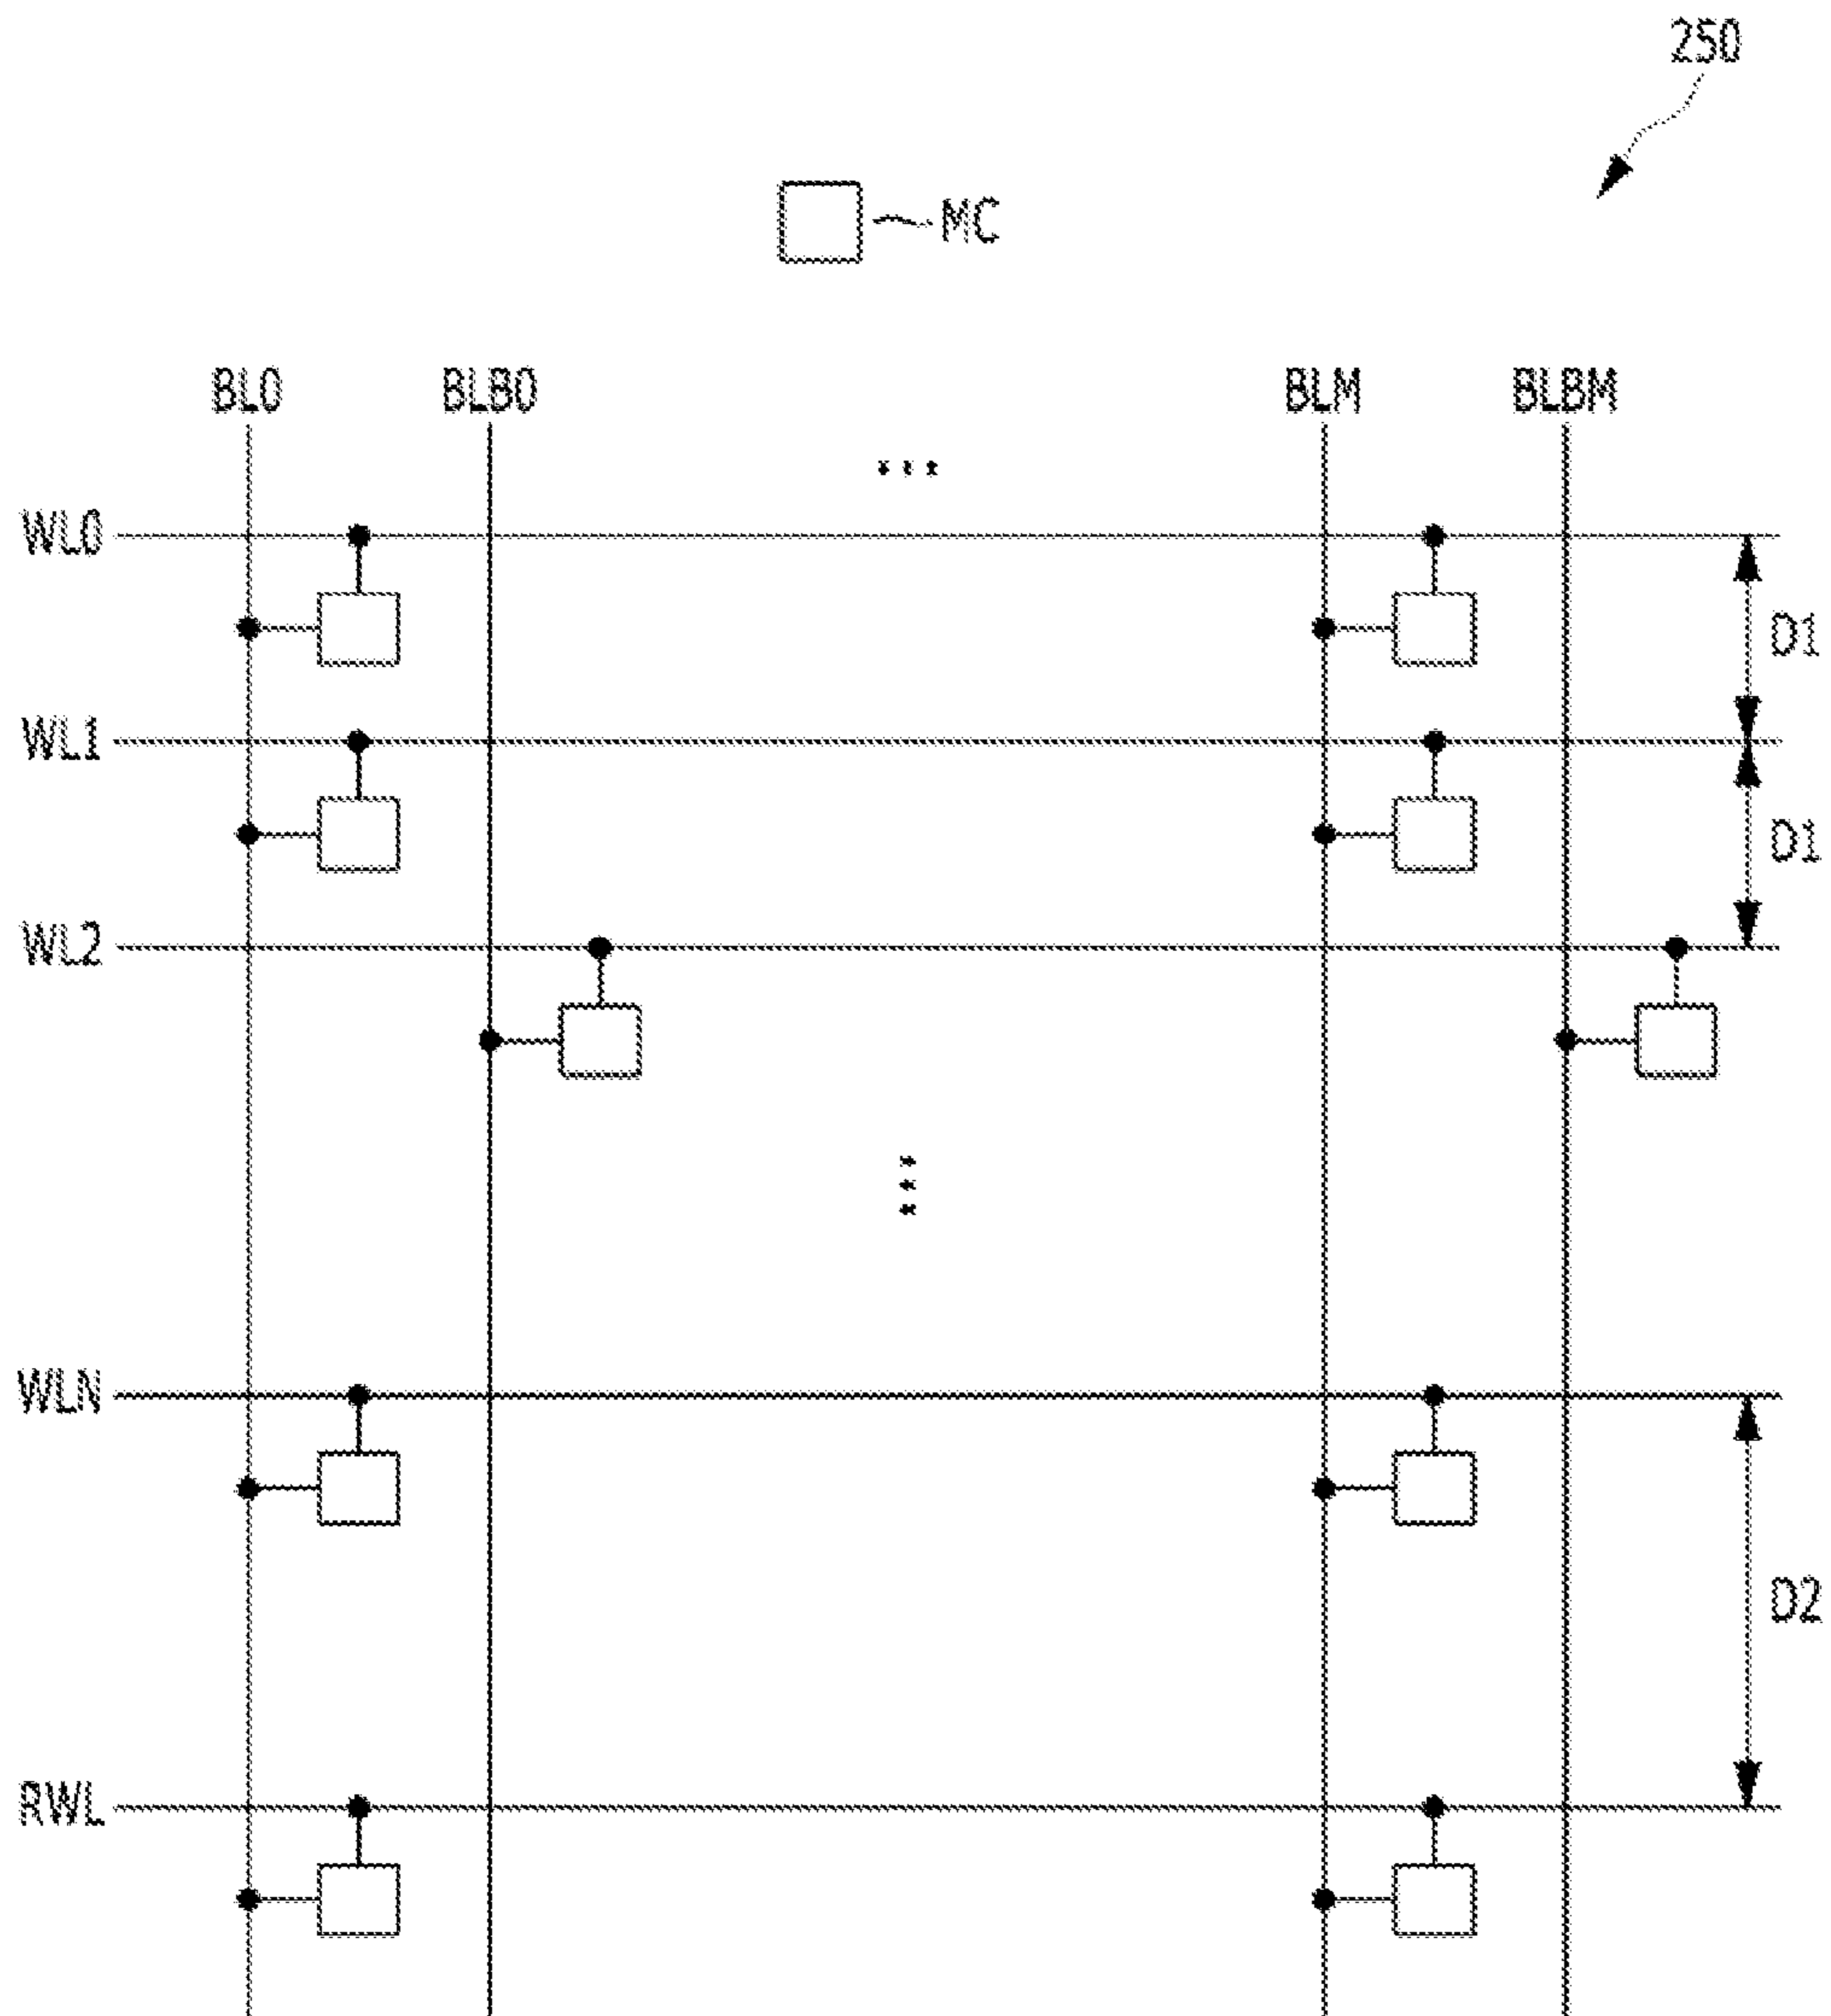 250
MC
BL0 BLB0 BLM BLBM
...
WL0
D1
WL1
D1
WL2
...
WLN
D2
RWL